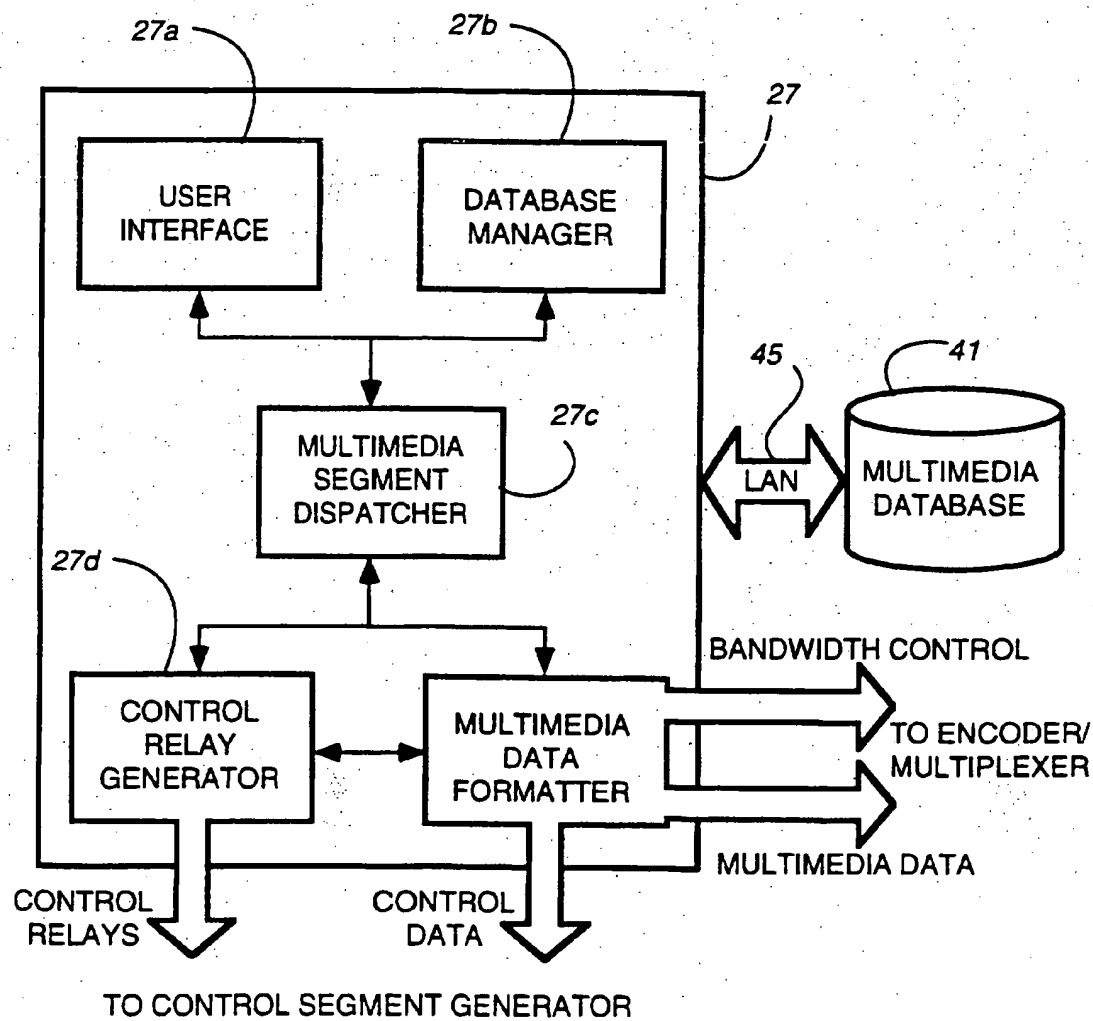 27a
27b
27
USER
INTERFACE
DATABASE
MANAGER
45
41
27c
MULTIMEDIA
SEGMENT
DISPATCHER
LAN
MULTIMEDIA
DATABASE
27d
BANDWIDTH CONTROL
CONTROL
RELAY
GENERATOR
MULTIMEDIA
DATA
FORMATTER
TO ENCODER/
MULTIPLEXER
MULTIMEDIA DATA
CONTROL
RELAYS
CONTROL
DATA
TO CONTROL SEGMENT GENERATOR